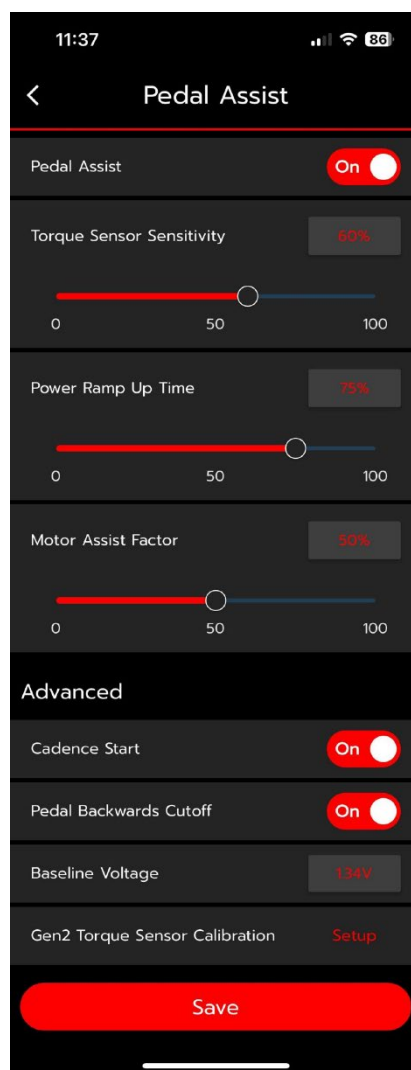 11:37 86
Pedal Assist
Pedal Assist On
Torque Sensor Sensitivity 60%
0 50 100
Power Ramp Up Time 75%
0 50 100
Motor Assist Factor 50%
0 50 100
Advanced
Cadence Start On
Pedal Backwards Cutoff On
Baseline Voltage 1.34V
Gen2 Torque Sensor Calibration Setup
Save